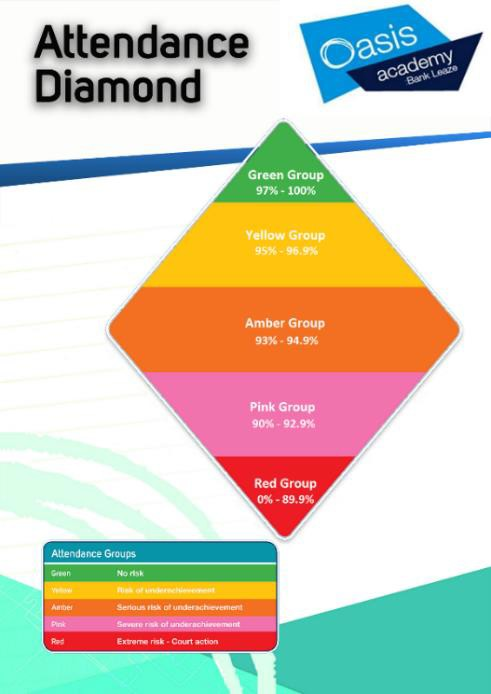 Attendance
Diamond
Oasis
academy
Bank Leaze
Green Group
97% - 100%
Yellow Group
95% - 96.9%
Amber Group
93% - 94.9%
Pink Group
90% - 92.9%
Red Group
0% - 89.9%
Attendance Groups
Green No risk
Yellow Risk of underachievement
Amber Serious risk of underachievement
Pink Severe risk of underachievement
Red Extreme risk - Court action